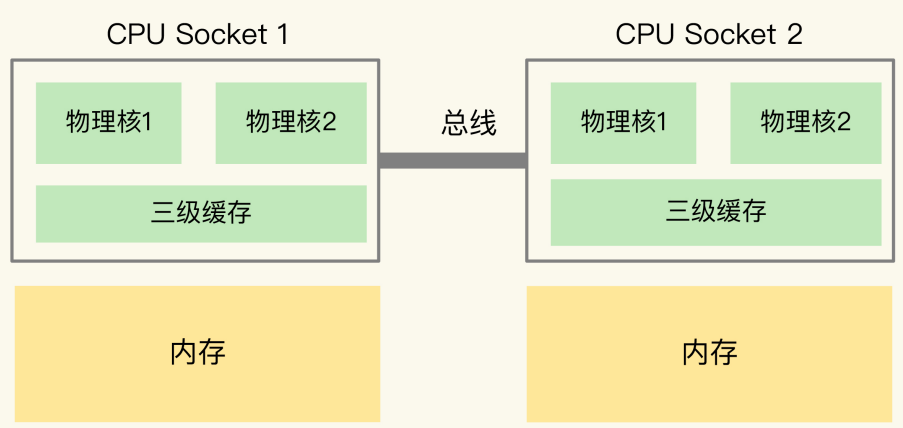 CPU Socket 1
CPU Socket 2
物理核1
物理核2
总线
物理核1
物理核2
三级缓存
三级缓存
内存
内存